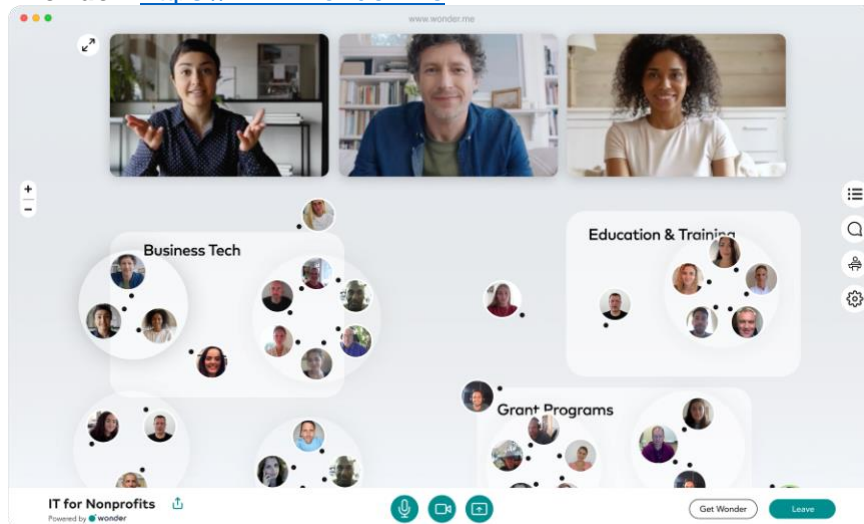 www.wonder.me
Business Tech
Education & Training
Grant Programs
IT for Nonprofits
Powered by wonder
Get Wonder
Leave